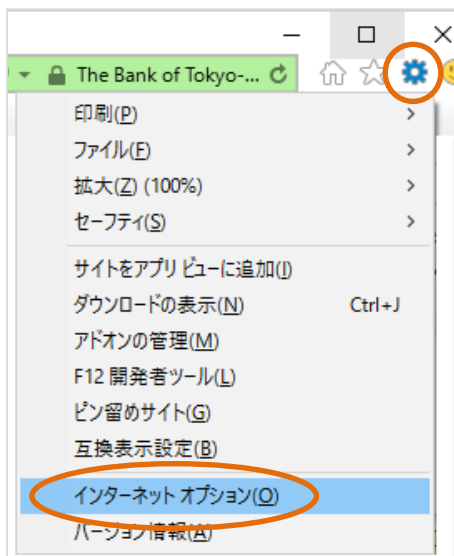 The Bank of Tokyo-...
印刷(P)
ファイル(F)
拡大(Z) (100%)
セーフティ(S)
サイトをアプリ ビューに追加(I)
ダウンロードの表示(N) Ctrl+J
アドオンの管理(M)
F12 開発者ツール(L)
ピン留めサイト(G)
互換表示設定(B)
インターネット オプション(O)
バージョン情報(A)